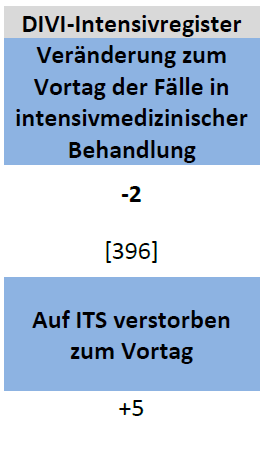 DIVI-Intensivregister
Veränderung zum
Vortag der Fälle in
intensivmedizinischer
Behandlung
-2
[396]
Auf ITS verstorben
zum Vortag
+5